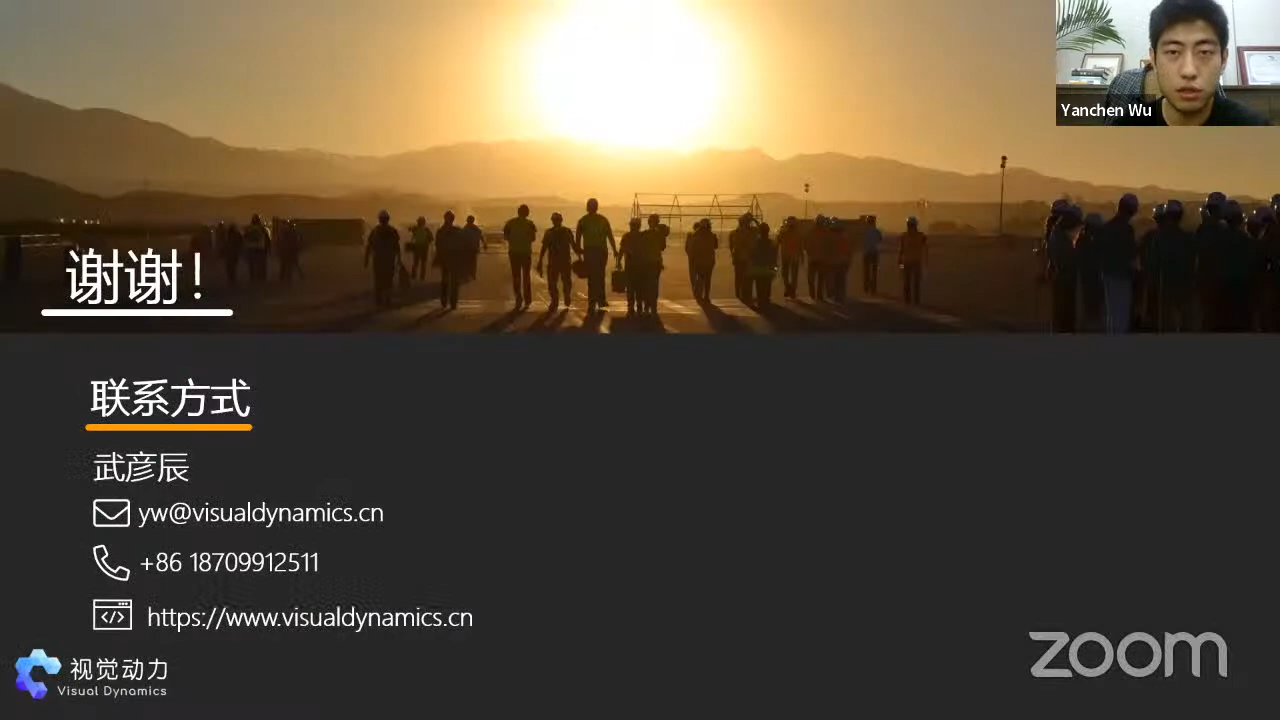 Yanchen Wu
谢谢！
联系方式
武彦辰
yw@visualdynamics.cn
+86 18709912511
https://www.visualdynamics.cn
视觉动力
Visual Dynamics
zoom